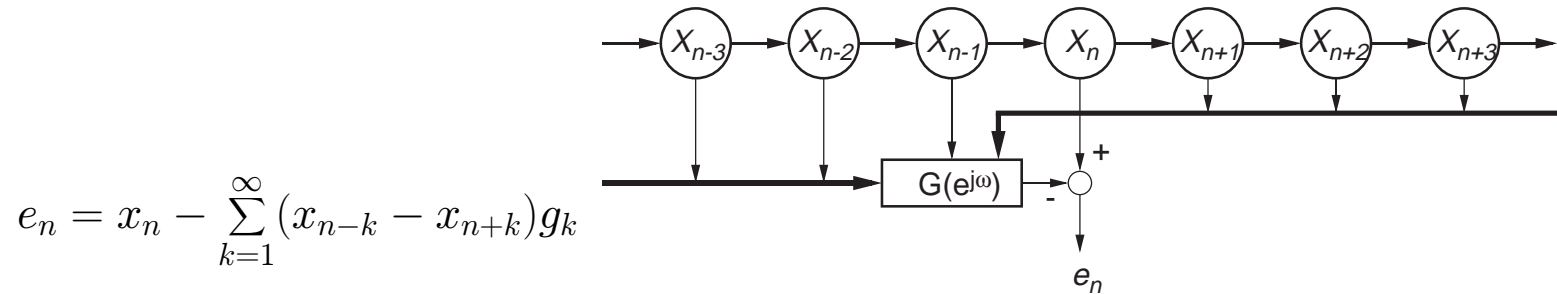 e_n = x_n - \sum_{k=1}^{\infty} (x_{n-k} - x_{n+k}) g_k
X_{n-3} X_{n-2} X_{n-1} X_n X_{n+1} X_{n+2} X_{n+3}
+
G(e^{jω})
-
e_n